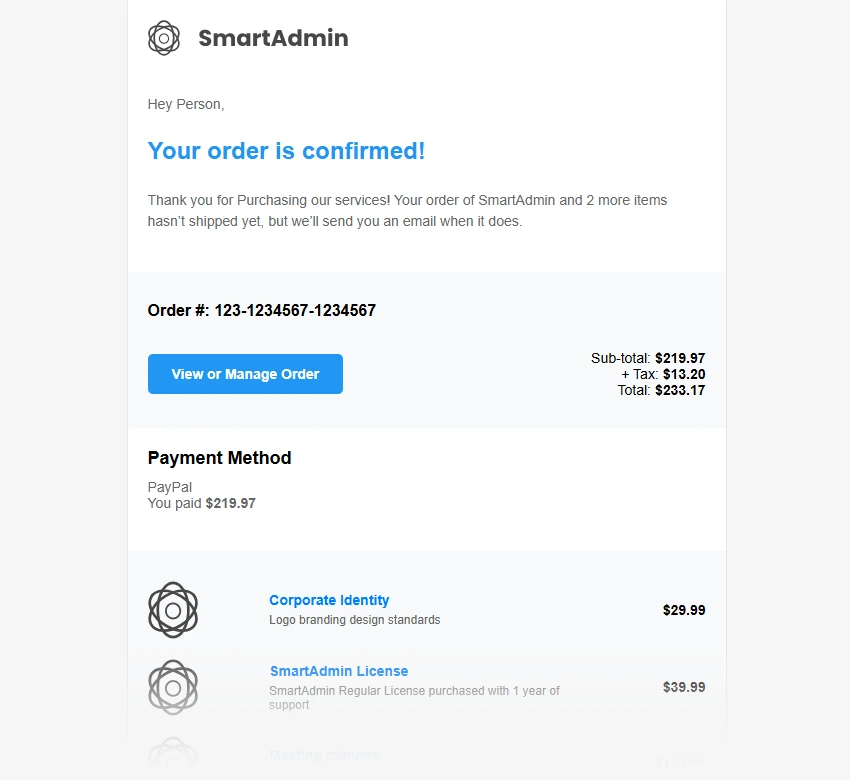 SmartAdmin
Hey Person,
Your order is confirmed!
Thank you for Purchasing our services! Your order of SmartAdmin and 2 more items
hasn’t shipped yet, but we’ll send you an email when it does.
Order #: 123-1234567-1234567
View or Manage Order
Sub-total: $219.97
+ Tax: $13.20
Total: $233.17
Payment Method
PayPal
You paid $219.97
Corporate Identity
Logo branding design standards
$29.99
SmartAdmin License
SmartAdmin Regular License purchased with 1 year of
support
$39.99
Meeting minutes